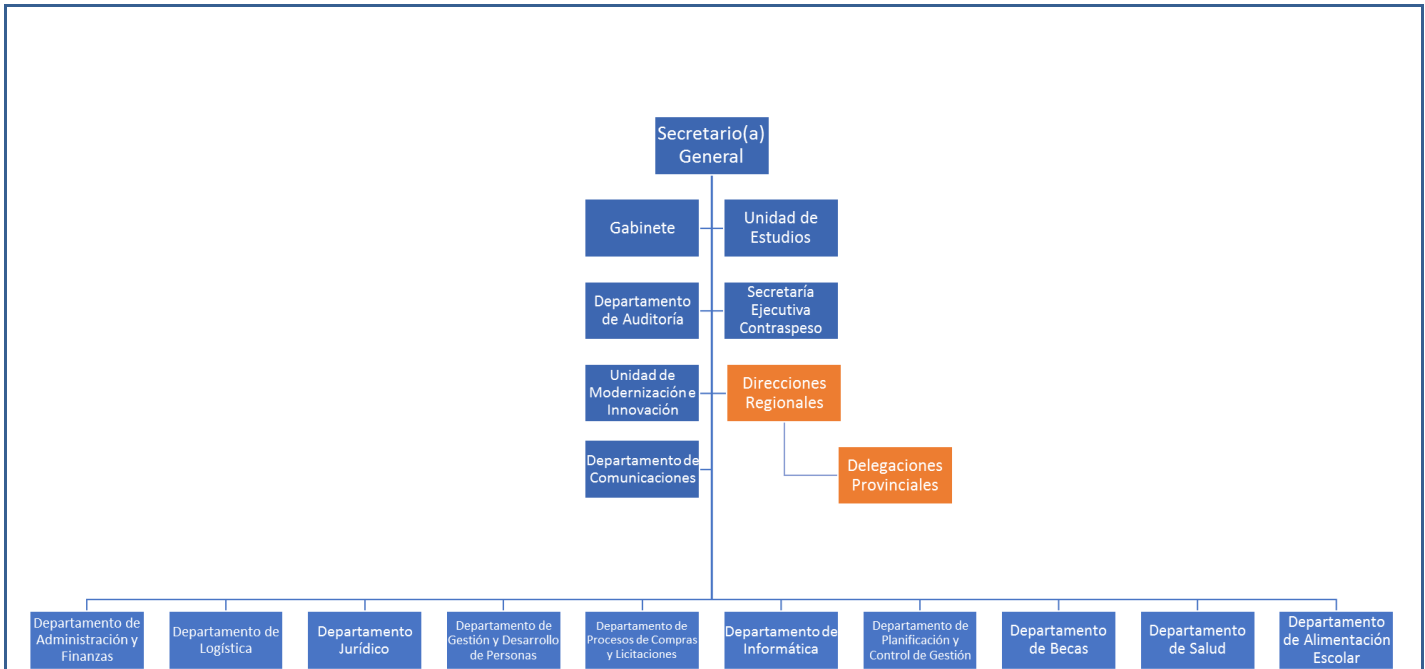 Secretario(a)
General
Gabinete
Unidad de
Estudios
Departamento
de Auditoría
Secretaría
Ejecutiva
Contraspeso
Unidad de
Modernización e
Innovación
Direcciones
Regionales
Departamento de
Comunicaciones
Delegaciones
Provinciales
Departamento de
Administración y
Finanzas
Departamento de
Logística
Departamento
Jurídico
Departamento de
Gestión y Desarrollo
de Personas
Departamento de
Procesos de Compras
y Licitaciones
Departamento de
Informática
Departamento de
Planificación y
Control de Gestión
Departamento
de Becas
Departamento
de Salud
Departamento
de Alimentación
Escolar